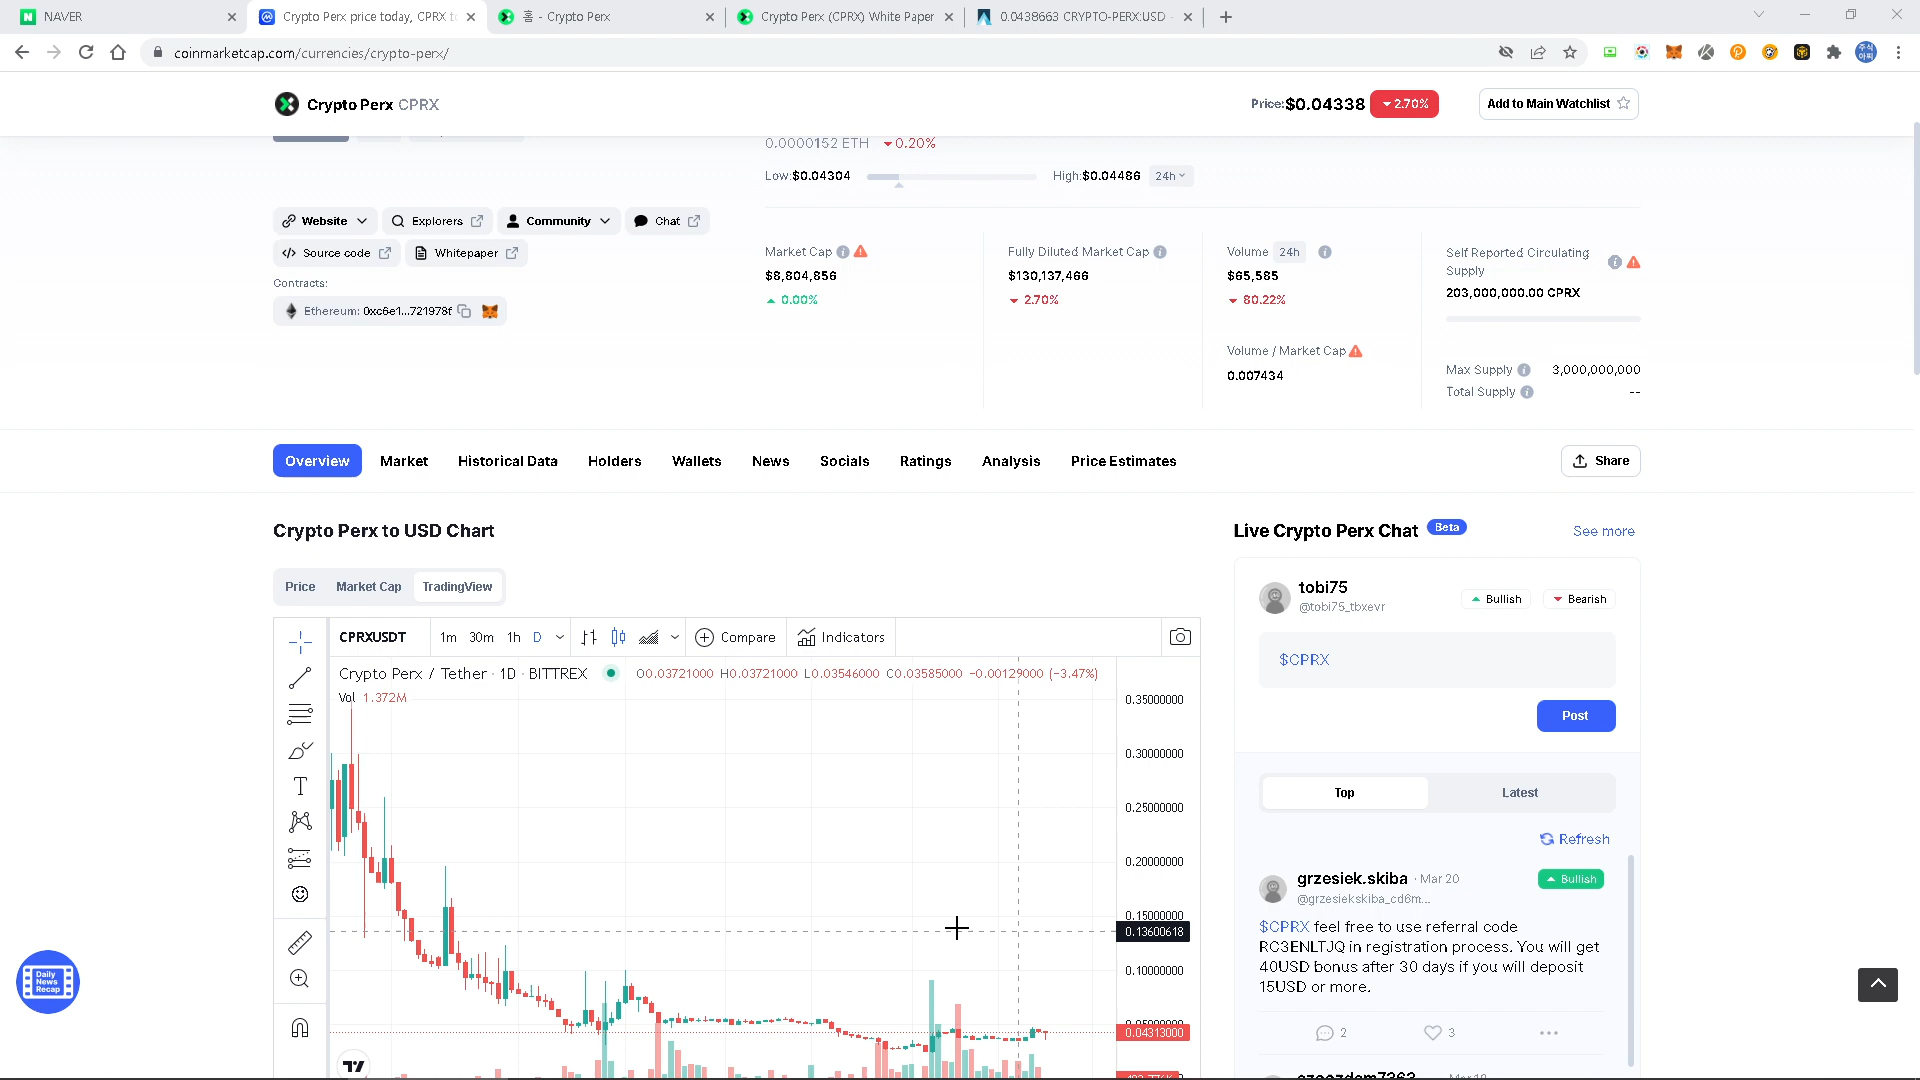 NAVER
Crypto Perx price today, CPRX to
홈 - Crypto Perx
Crypto Perx (CPRX) White Paper
0.0438663 CRYPTO-PERX:USD
coinmarketcap.com/currencies/crypto-perx/
주식
아찌
Crypto Perx CPRX
Price:$0.04338
2.70%
Add to Main Watchlist
0.0000152 ETH 0.20%
Low:$0.04304
High:$0.04486
24h
Website
Explorers
Community
Chat
Source code
Whitepaper
Contracts:
Ethereum: 0xc6e1...721978f
Market Cap
$8,804,856
0.00%
Fully Diluted Market Cap
$130,137,466
2.70%
Volume 24h
$65,585
80.22%
Volume / Market Cap
0.007434
Self Reported Circulating
Supply
203,000,000.00 CPRX
Max Supply 3,000,000,000
Total Supply --
Overview
Market
Historical Data
Holders
Wallets
News
Socials
Ratings
Analysis
Price Estimates
Share
Crypto Perx to USD Chart
Price
Market Cap
TradingView
CPRXUSDT
1m 30m 1h D
Compare
Indicators
Crypto Perx / Tether · 1D · BITTREX
O0.03721000 H0.03721000 L0.03546000 C0.03585000 −0.00129000 (−3.47%)
Vol 1.372M
0.35000000
0.30000000
0.25000000
0.20000000
0.15000000
0.13600618
0.10000000
0.05000000
0.04313000
Live Crypto Perx Chat Beta
See more
tobi75
@tobi75_tbxevr
Bullish
Bearish
$CPRX
Post
Top
Latest
Refresh
grzesiek.skiba · Mar 20
@grzesiekskiba_cd6m...
Bullish
$CPRX feel free to use referral code
RC3ENLTJQ in registration process. You will get
40USD bonus after 30 days if you will deposit
15USD or more.
2
3
Daily
News
Recap